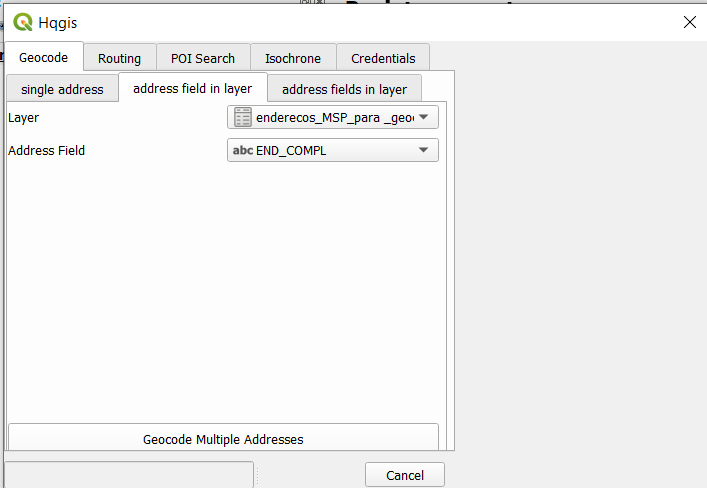 Hqgis
Geocode Routing POI Search Isochrone Credentials
single address address field in layer address fields in layer
Layer enderecos_MSP_para _geo
Address Field abc END_COMPL
Geocode Multiple Addresses
Cancel